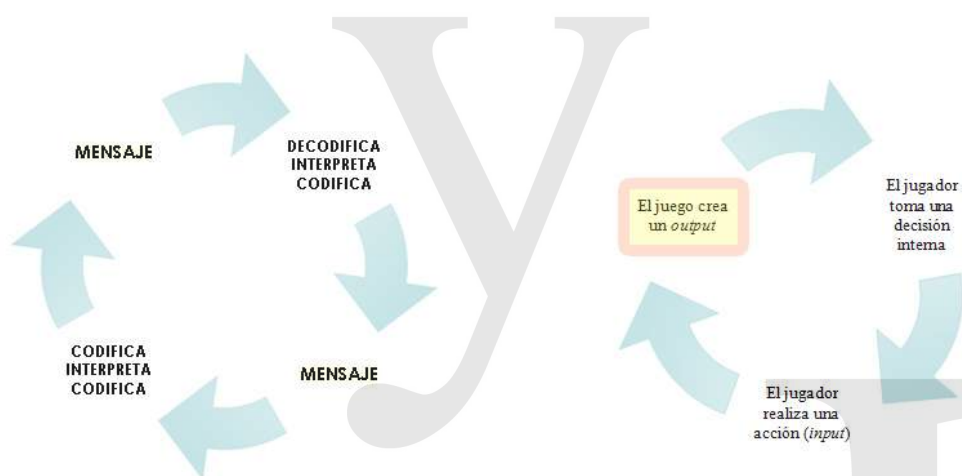 MENSAJE
DECODIFICA
INTERPRETA
CODIFICA
MENSAJE
CODIFICA
INTERPRETA
CODIFICA
El juego crea
un output
El jugador
toma una
decisión
interna
El jugador
realiza una
acción (input)
y